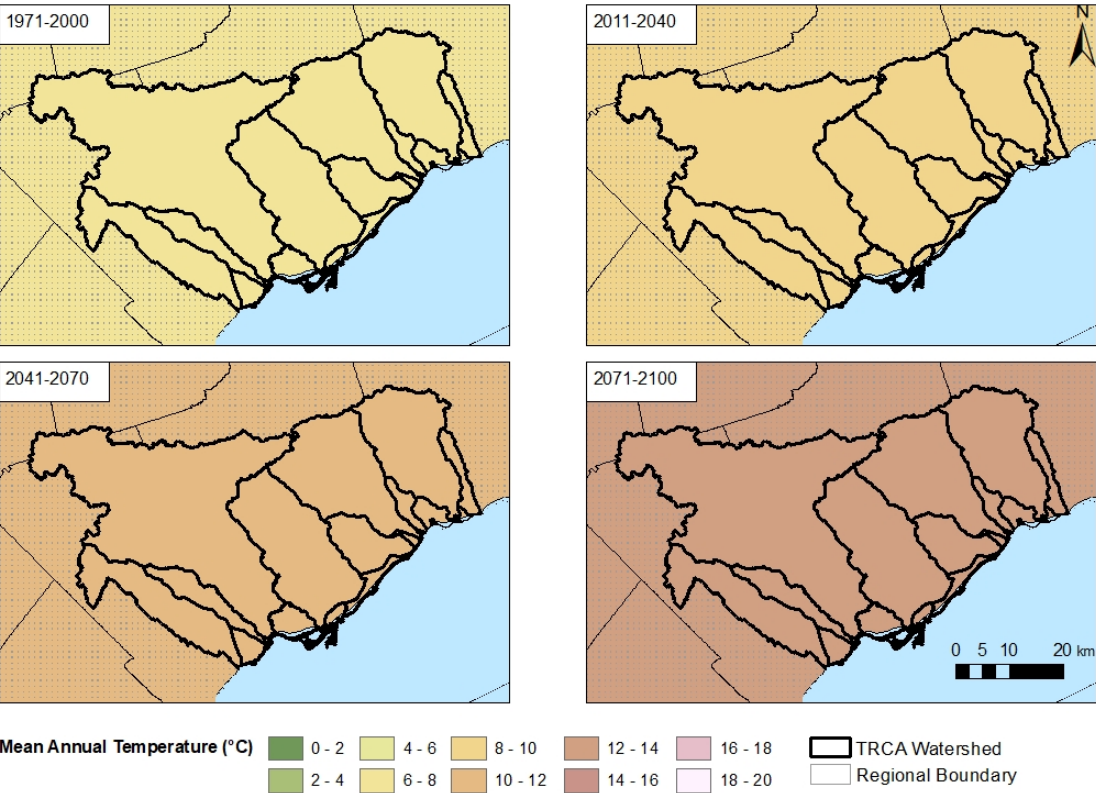 1971-2000
2011-2040
N
2041-2070
2071-2100
0 5 10 20 km
Mean Annual Temperature (°C)
0 - 2
4 - 6
8 - 10
12 - 14
16 - 18
TRCA Watershed
2 - 4
6 - 8
10 - 12
14 - 16
18 - 20
Regional Boundary